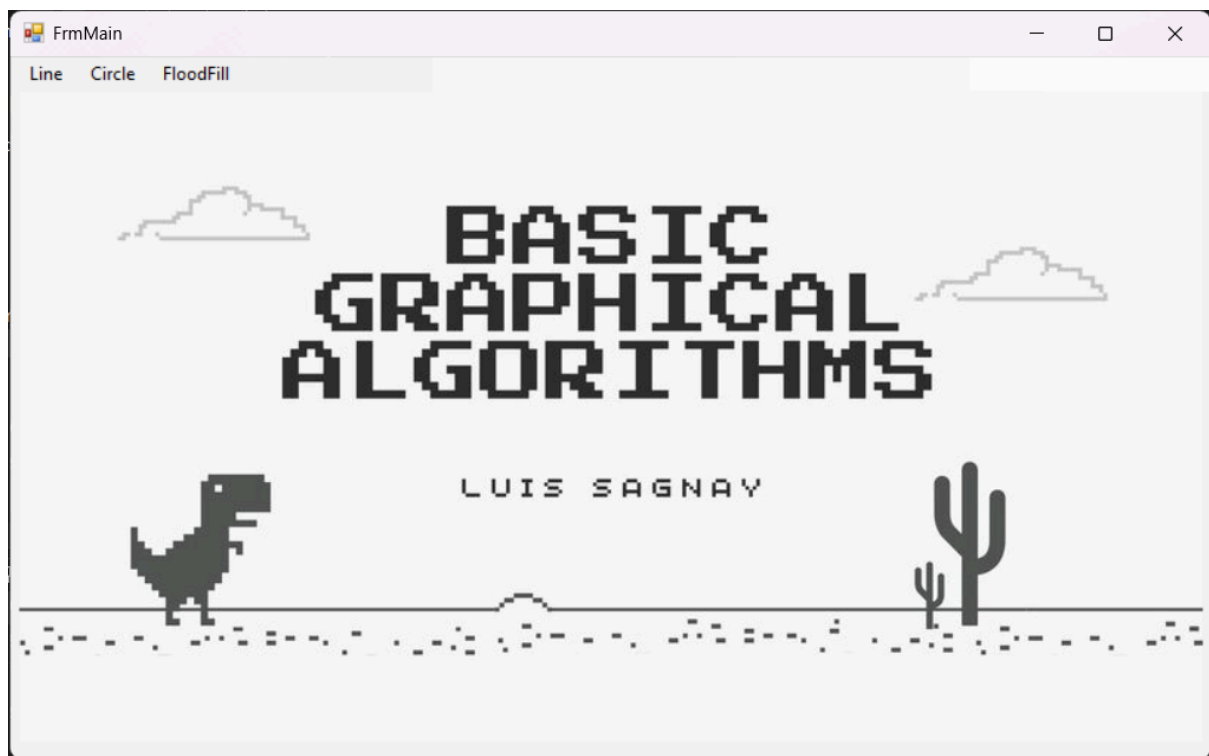 FrmMain
Line Circle FloodFill
BASIC
GRAPHICAL
ALGORITHMS
LUIS SAGNAY